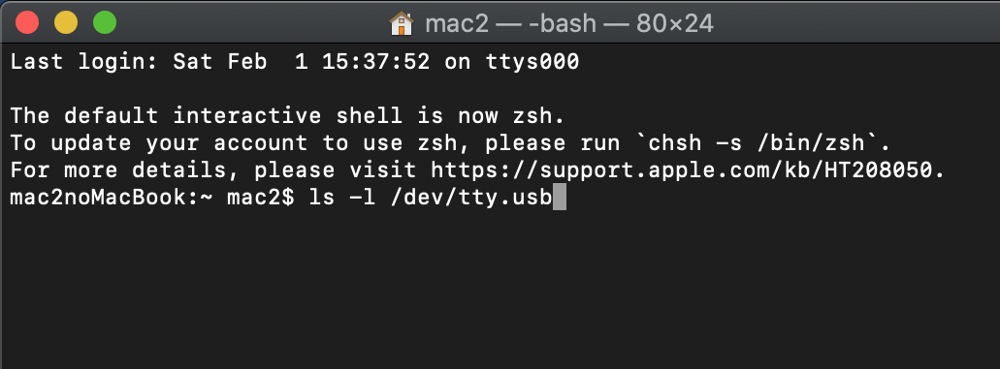 mac2 — -bash — 80×24
Last login: Sat Feb  1 15:37:52 on ttys000
The default interactive shell is now zsh.
To update your account to use zsh, please run `chsh -s /bin/zsh`.
For more details, please visit https://support.apple.com/kb/HT208050.
mac2noMacBook:~ mac2$ ls -l /dev/tty.usb